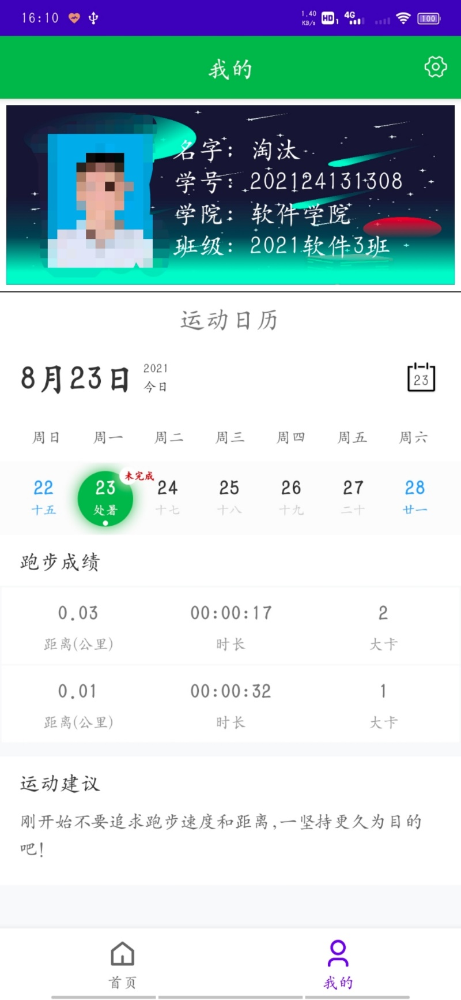 16:10
1.40 KB/s HD 1 4G 100
我的
名字: 淘汰
学号: 202124131308
学院: 软件学院
班级: 2021软件3班
运动日历
8月23日 2021 今日 23
周日 周一 周二 周三 周四 周五 周六
未完成
22 23 24 25 26 27 28
十五 处暑 十七 十八 十九 二十 廿一
跑步成绩
0.03 00:00:17 2
距离(公里) 时长 大卡
0.01 00:00:32 1
距离(公里) 时长 大卡
运动建议
刚开始不要追求跑步速度和距离,一坚持更久为目的
吧!
首页 我的